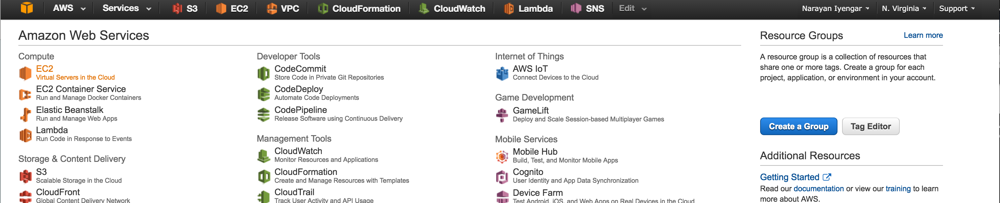 AWS Services S3 EC2 VPC CloudFormation CloudWatch Lambda SNS Edit Narayan Iyengar N. Virginia Support
Amazon Web Services
Compute
EC2
Virtual Servers in the Cloud
EC2 Container Service
Run and Manage Docker Containers
Elastic Beanstalk
Run and Manage Web Apps
Lambda
Run Code in Response to Events
Storage & Content Delivery
S3
Scalable Storage in the Cloud
CloudFront
Global Content Delivery Network
Developer Tools
CodeCommit
Store Code in Private Git Repositories
CodeDeploy
Automate Code Deployments
CodePipeline
Release Software using Continuous Delivery
Management Tools
CloudWatch
Monitor Resources and Applications
CloudFormation
Create and Manage Resources with Templates
CloudTrail
Track User Activity and API Usage
Internet of Things
AWS IoT
Connect Devices to the Cloud
Game Development
GameLift
Deploy and Scale Session-based Multiplayer Games
Mobile Services
Mobile Hub
Build, Test, and Monitor Mobile Apps
Cognito
User Identity and App Data Synchronization
Device Farm
Test Android, iOS, and Web Apps on Real Devices in the Cloud
Resource Groups
Learn more
A resource group is a collection of resources that
share one or more tags. Create a group for each
project, application, or environment in your account.
Create a Group
Tag Editor
Additional Resources
Getting Started
Read our documentation or view our training to learn
more about AWS.